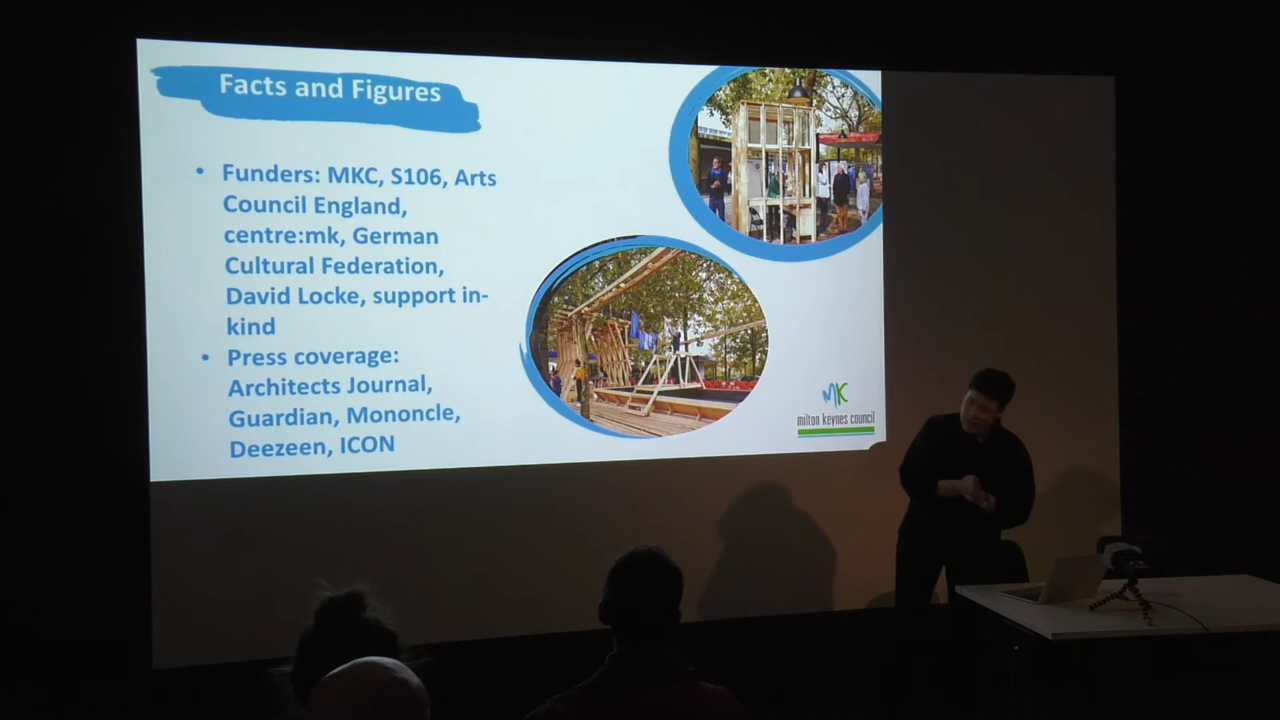 Facts and Figures
• Funders: MKC, S106, Arts
Council England,
centre:mk, German
Cultural Federation,
David Locke, support in-
kind
• Press coverage:
Architects Journal,
Guardian, Mononcle,
Deezeen, ICON
MK
milton keynes council